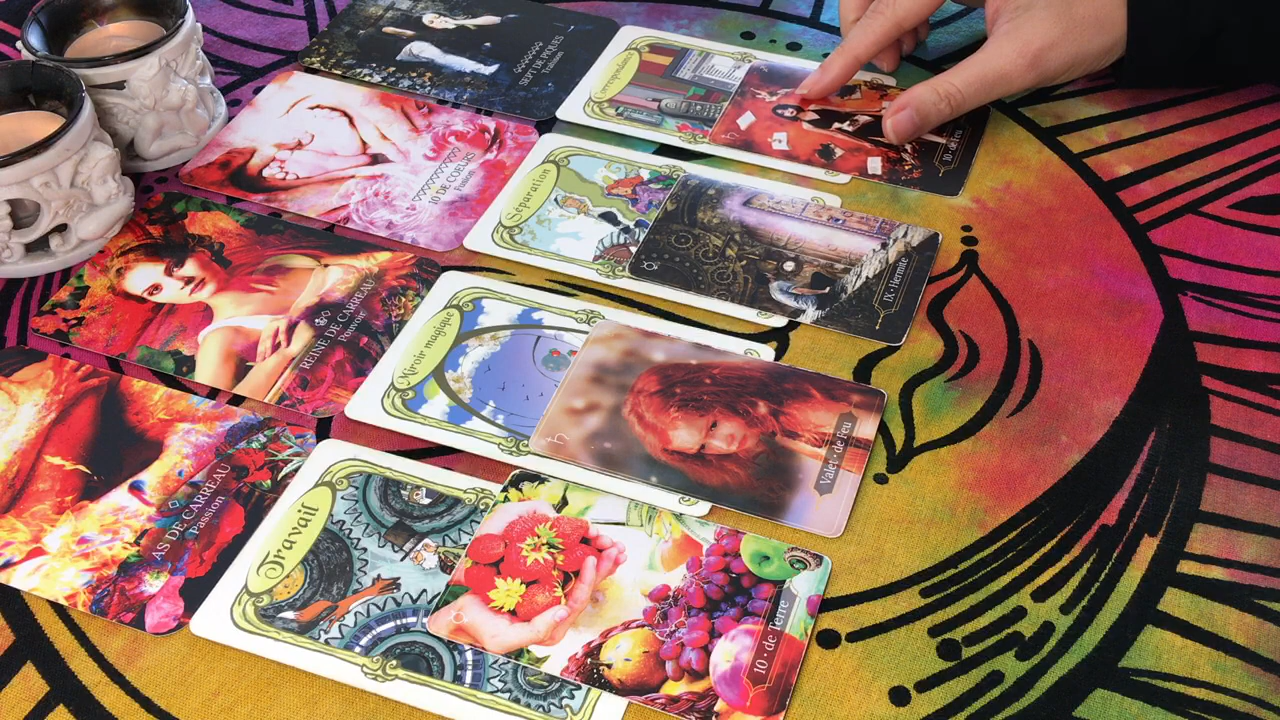 SEPT DE PIQUES
Trahison
Correspondance
10 • de Feu
10 DE COEURS
Fusion
Séparation
IX • Hermite
REINE DE CARREAU
Pouvoir
Miroir magique
Valet • de Feu
AS DE CARREAU
Passion
Travail
10 • de Terre